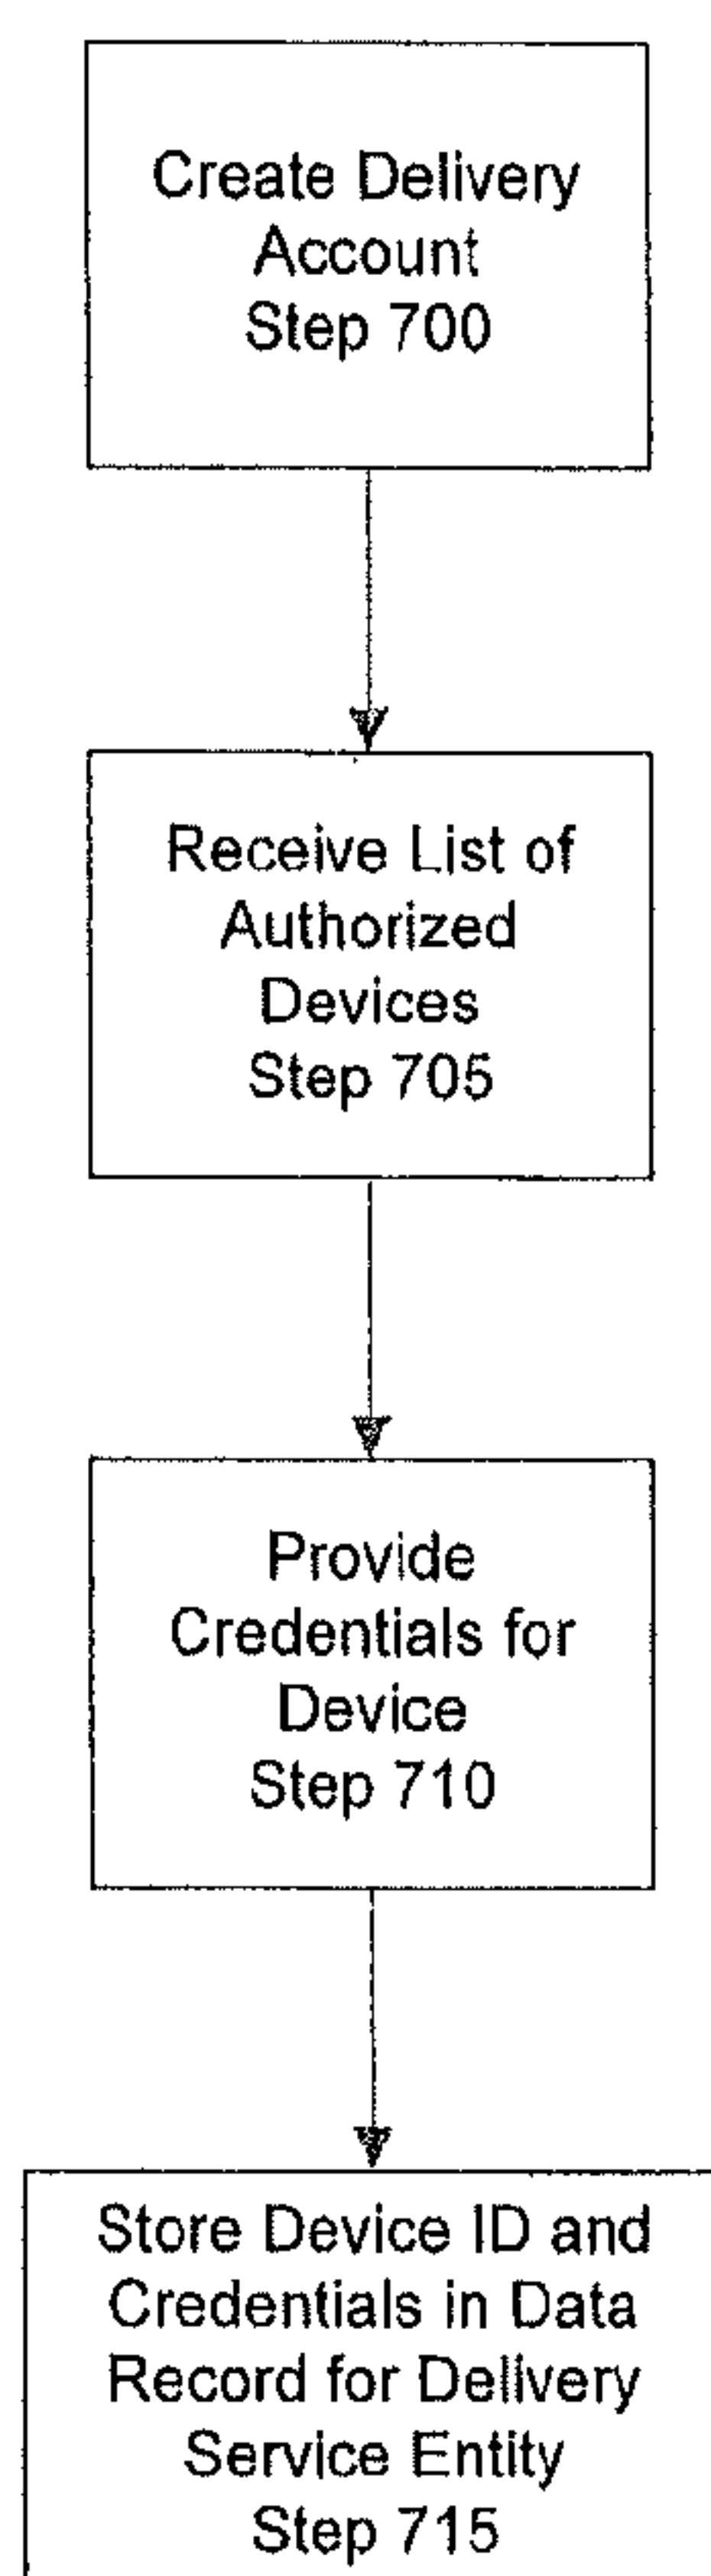 Create Delivery
Account
Step 700
Receive List of
Authorized
Devices
Step 705
Provide
Credentials for
Device
Step 710
Store Device ID and
Credentials in Data
Record for Delivery
Service Entity
Step 715